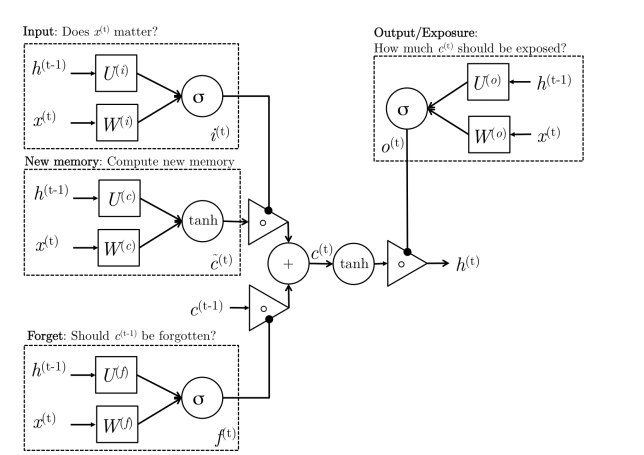 Input: Does x^(t) matter?
h^(t-1)
U^(i)
x^(t)
W^(i)
σ
i^(t)
New memory: Compute new memory
h^(t-1)
U^(c)
x^(t)
W^(c)
tanh
c̃^(t)
∘
c^(t-1)
∘
+
c^(t)
tanh
∘
h^(t)
Forget: Should c^(t-1) be forgotten?
h^(t-1)
U^(f)
x^(t)
W^(f)
σ
f^(t)
Output/Exposure:
How much c^(t) should be exposed?
σ
U^(o)
h^(t-1)
W^(o)
x^(t)
o^(t)